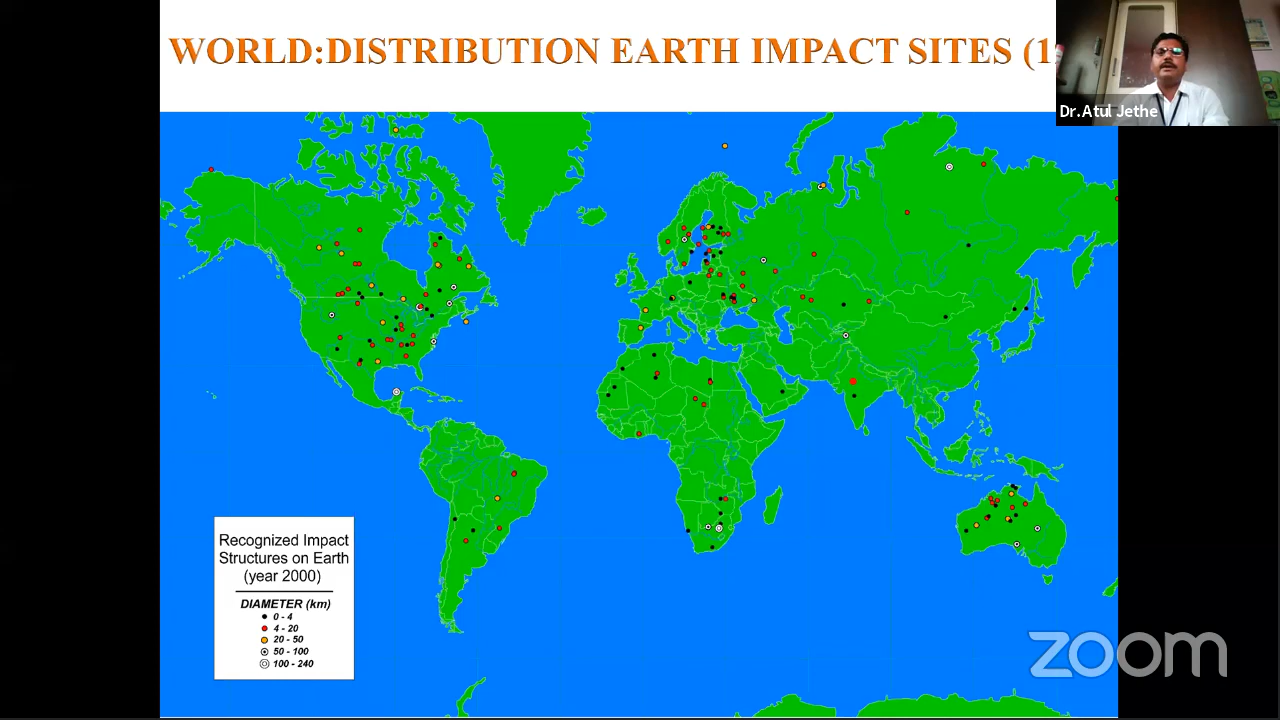 WORLD:DISTRIBUTION EARTH IMPACT SITES (1
Dr.Atul Jethe
Recognized Impact
Structures on Earth
(year 2000)
DIAMETER (km)
0 - 4
4 - 20
20 - 50
50 - 100
100 - 240
zoom